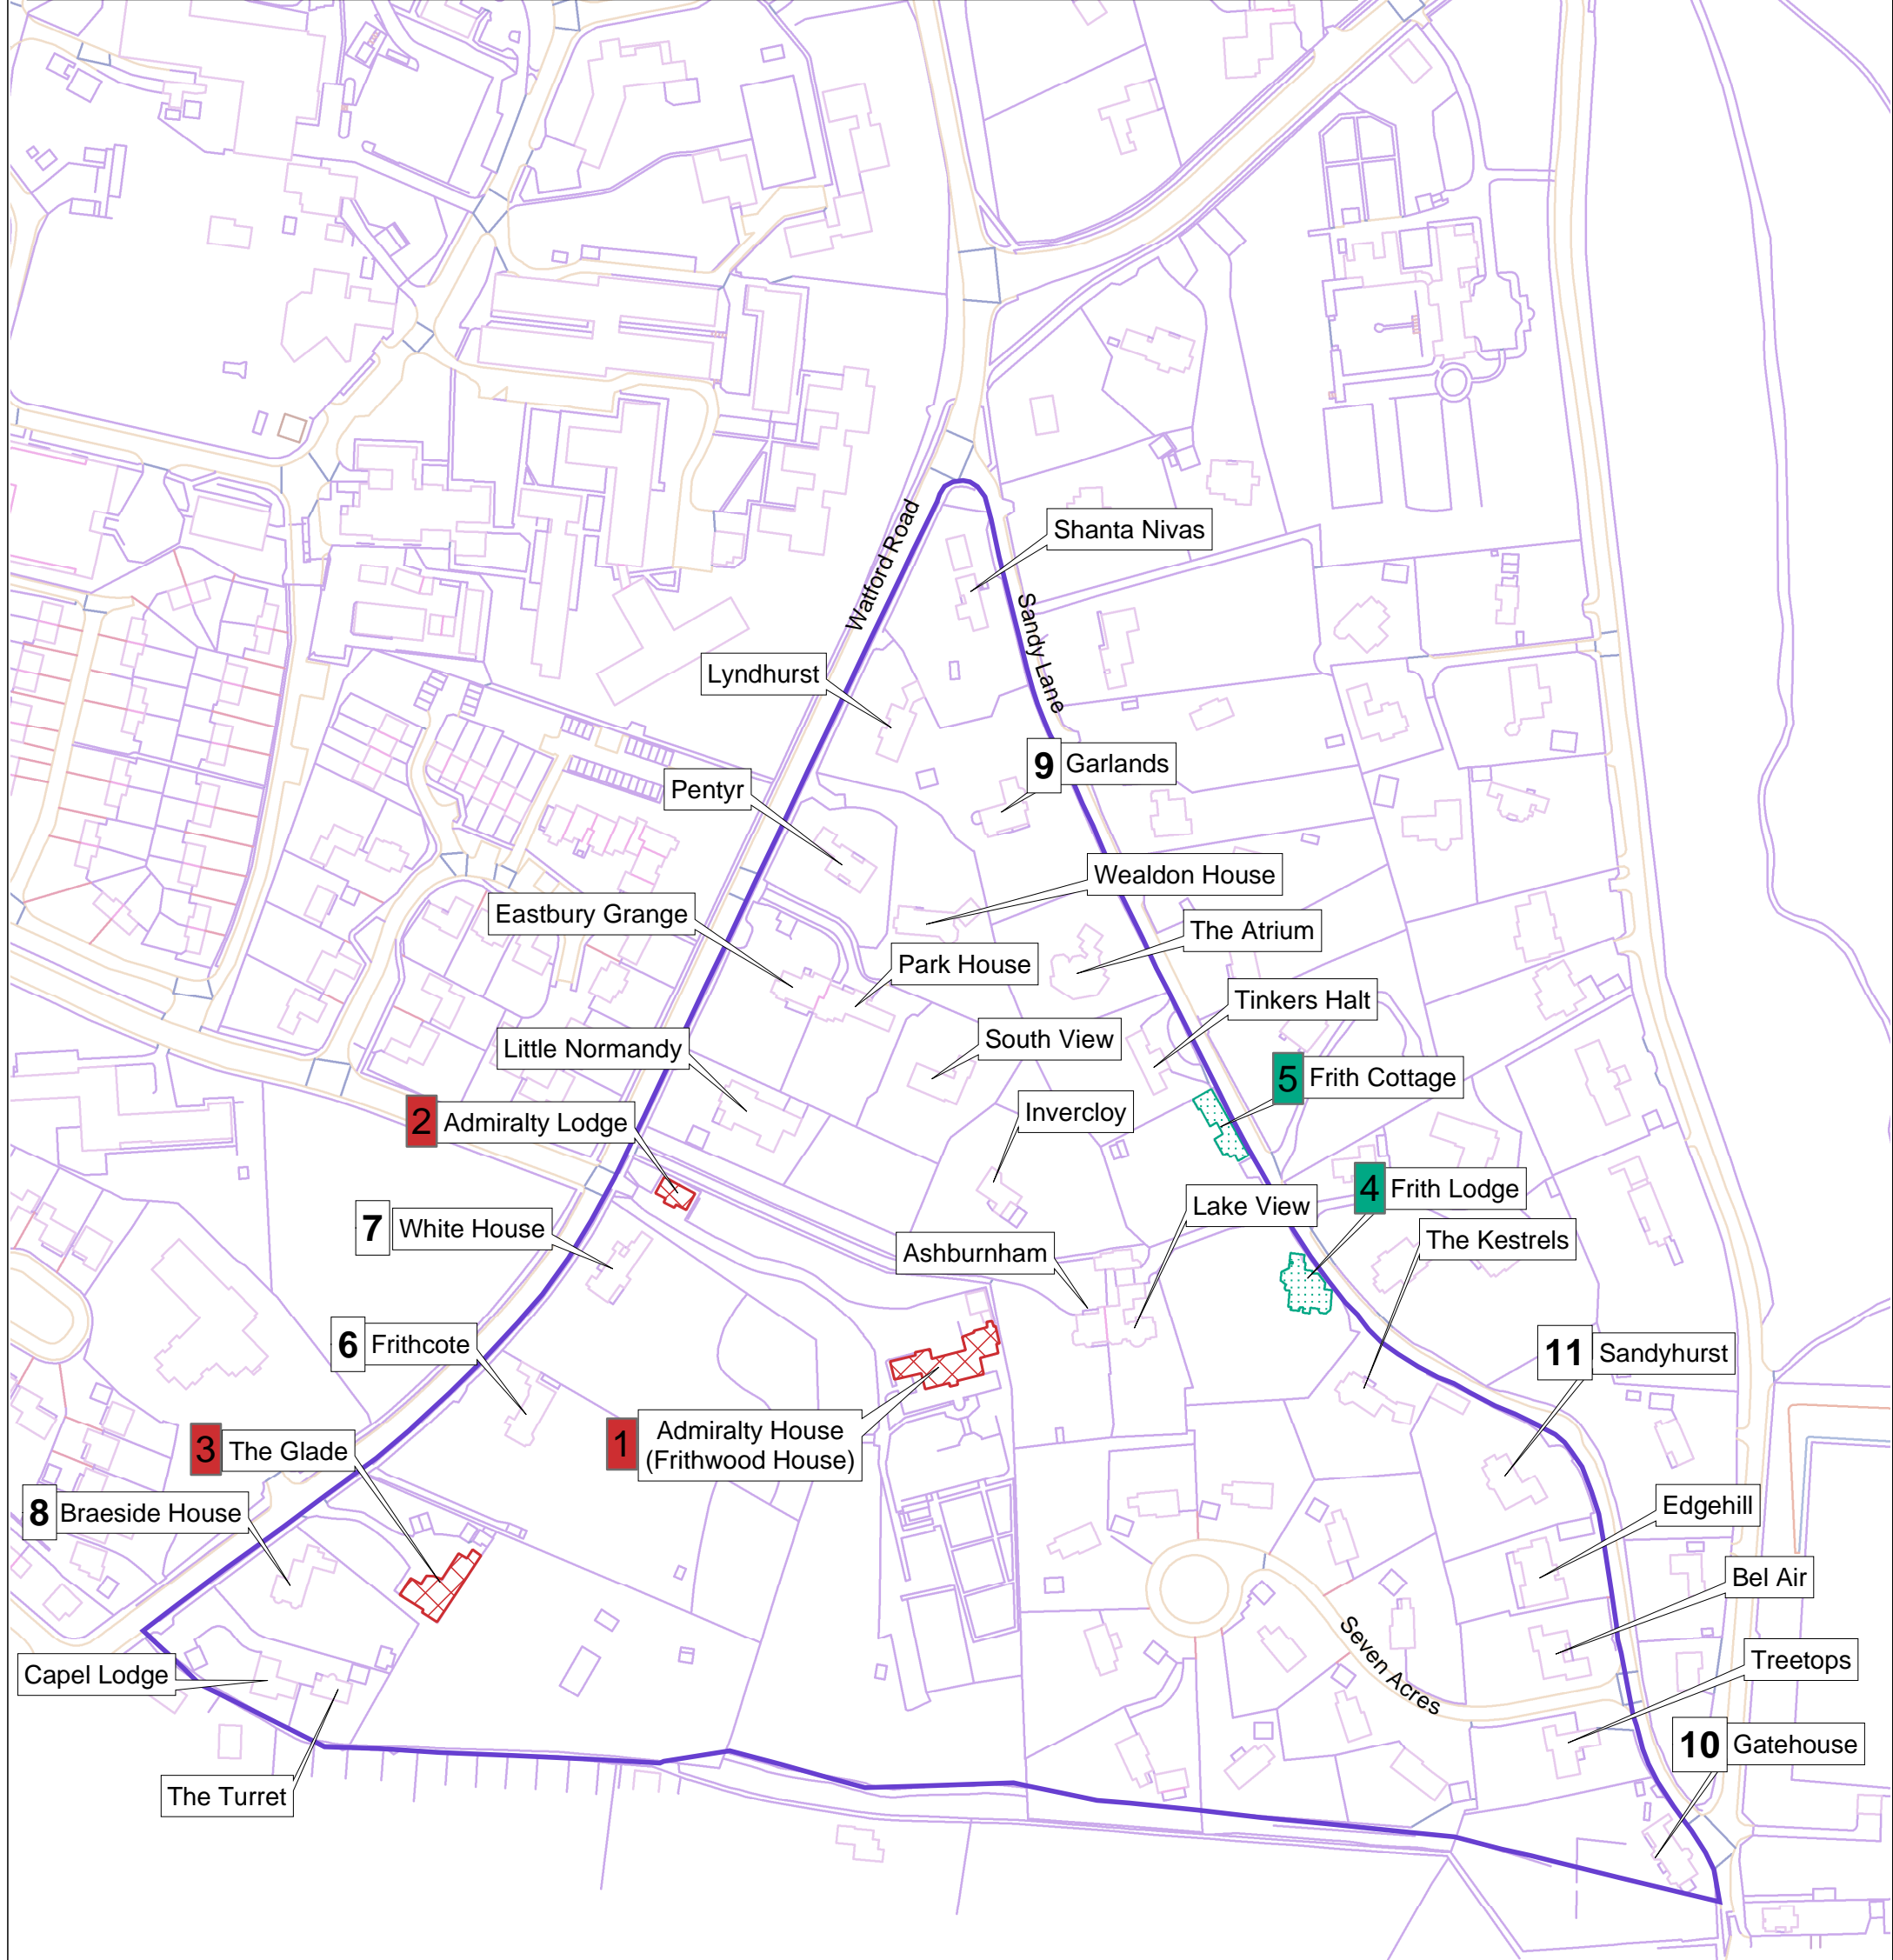 Watford Road
Shanta Nivas
Sandy Lane
Lyndhurst
9 Garlands
Pentyr
Wealdon House
Eastbury Grange
The Atrium
Park House
Tinkers Halt
South View
Little Normandy
5 Frith Cottage
Invercloy
2 Admiralty Lodge
4 Frith Lodge
Lake View
7 White House
The Kestrels
Ashburnham
6 Frithcote
11 Sandyhurst
1 Admiralty House
(Frithwood House)
3 The Glade
Edgehill
8 Braeside House
Bel Air
Seven Acres
Treetops
Capel Lodge
10 Gatehouse
The Turret